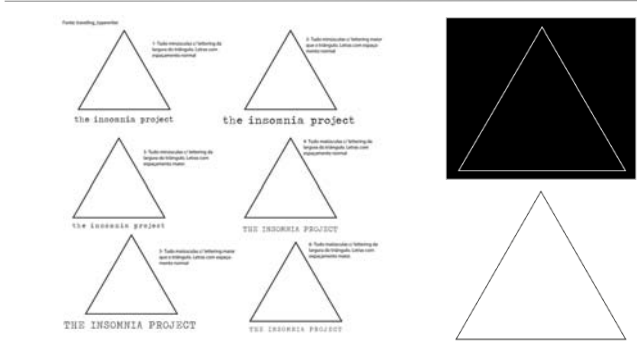 Fonte: traveling_typewriter
1- Tudo minúsculas c/ lettering da
largura do triângulo. Letras com
espaçamento normal
the insomnia project
2- Tudo minúsculas c/ lettering maior
que o triângulo. Letras com espaça
mento normal
the insomnia project
3- Tudo minúsculas c/ lettering da
largura do triângulo. Letras com
espaçamento maior.
the insomnia project
4- Tudo maiúsculas c/ lettering da
largura do triângulo. Letras com
espaçamento normal
THE INSOMNIA PROJECT
5- Tudo maiúsculas c/ lettering maior
que o triângulo. Letras com espaça
mento normal
THE INSOMNIA PROJECT
6- Tudo maiúsculas c/ lettering da
largura do triângulo. Letras com
espaçamento maior.
THE INSOMNIA PROJECT